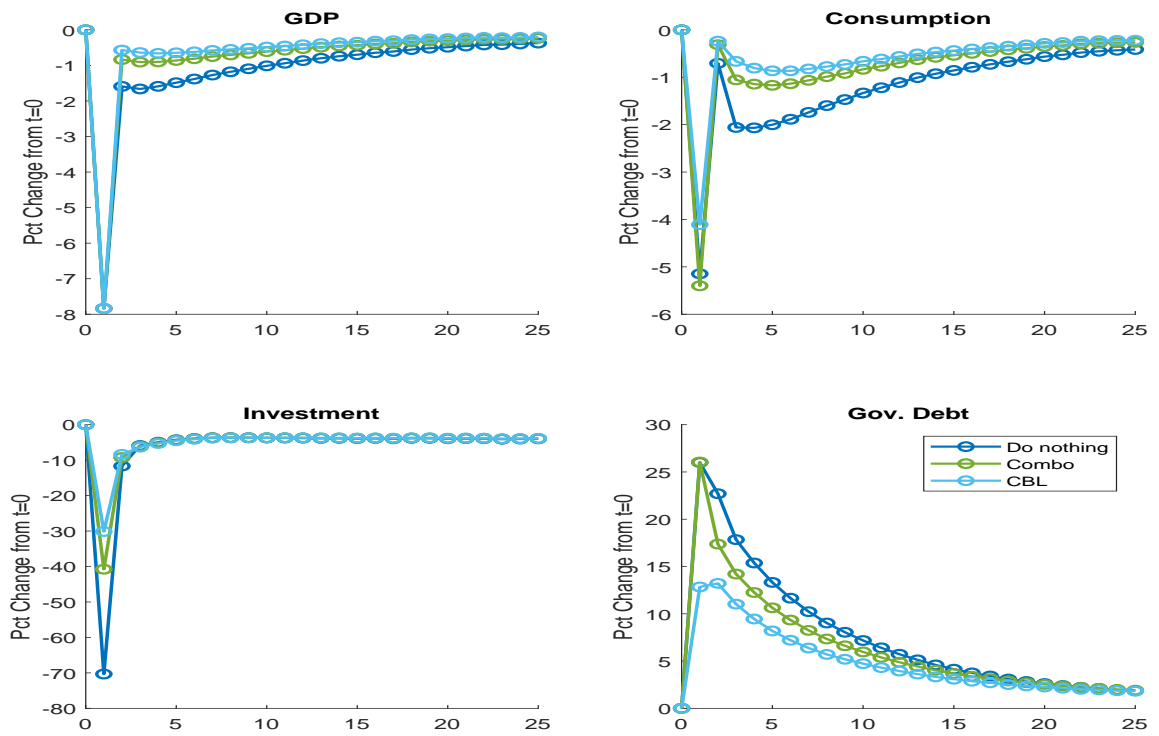 GDP
Pct Change from t=0
0
-1
-2
-3
-4
-5
-6
-7
-8
0 5 10 15 20 25
Consumption
Pct Change from t=0
0
-1
-2
-3
-4
-5
-6
0 5 10 15 20 25
Investment
Pct Change from t=0
0
-10
-20
-30
-40
-50
-60
-70
-80
0 5 10 15 20 25
Gov. Debt
Pct Change from t=0
30
25
20
15
10
5
0
0 5 10 15 20 25
Do nothing
Combo
CBL